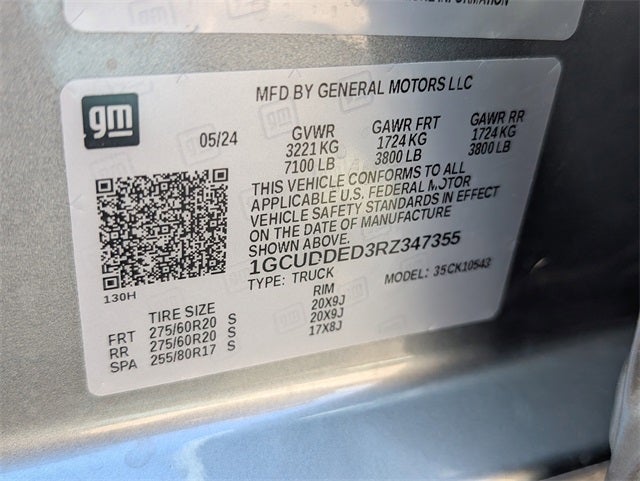 gm
MFD BY GENERAL MOTORS LLC
05/24 GVWR GAWR FRT GAWR RR
3221 KG 1724 KG 1724 KG
7100 LB 3800 LB 3800 LB
THIS VEHICLE CONFORMS TO ALL
APPLICABLE U.S. FEDERAL MOTOR
VEHICLE SAFETY STANDARDS IN EFFECT
ON THE DATE OF MANUFACTURE
SHOWN ABOVE.
1GCUDDED3RZ347355
TYPE: TRUCK MODEL: 35CK10543
130H
TIRE SIZE RIM
FRT 275/60R20 S 20X9J
RR 275/60R20 S 20X9J
SPA 255/80R17 S 17X8J